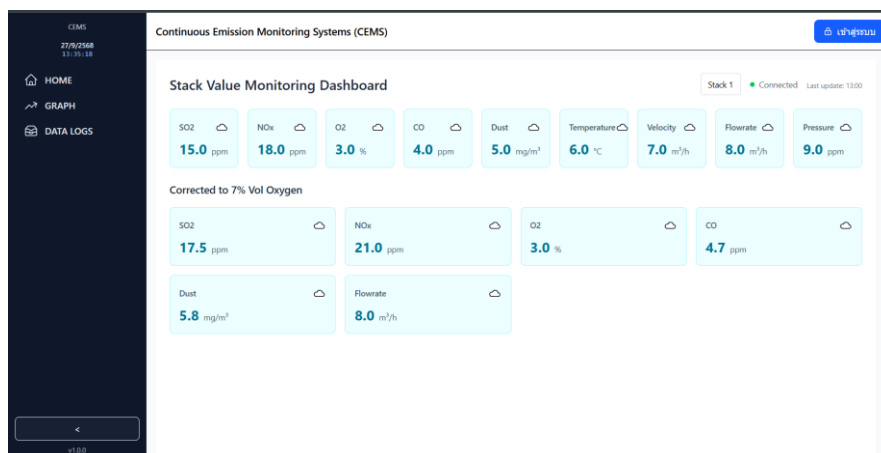 CEMS
27/9/2568
13:35:18
HOME
GRAPH
DATA LOGS
<
v1.0.0
Continuous Emission Monitoring Systems (CEMS)
เข้าสู่ระบบ
Stack Value Monitoring Dashboard
Stack 1 Connected Last update: 13:00
SO2 NOx O2 CO Dust Temperature Velocity Flowrate Pressure
15.0 ppm 18.0 ppm 3.0 % 4.0 ppm 5.0 mg/m³ 6.0 °C 7.0 m³/h 8.0 m³/h 9.0 ppm
Corrected to 7% Vol Oxygen
SO2 NOx O2 CO
17.5 ppm 21.0 ppm 3.0 % 4.7 ppm
Dust Flowrate
5.8 mg/m³ 8.0 m³/h